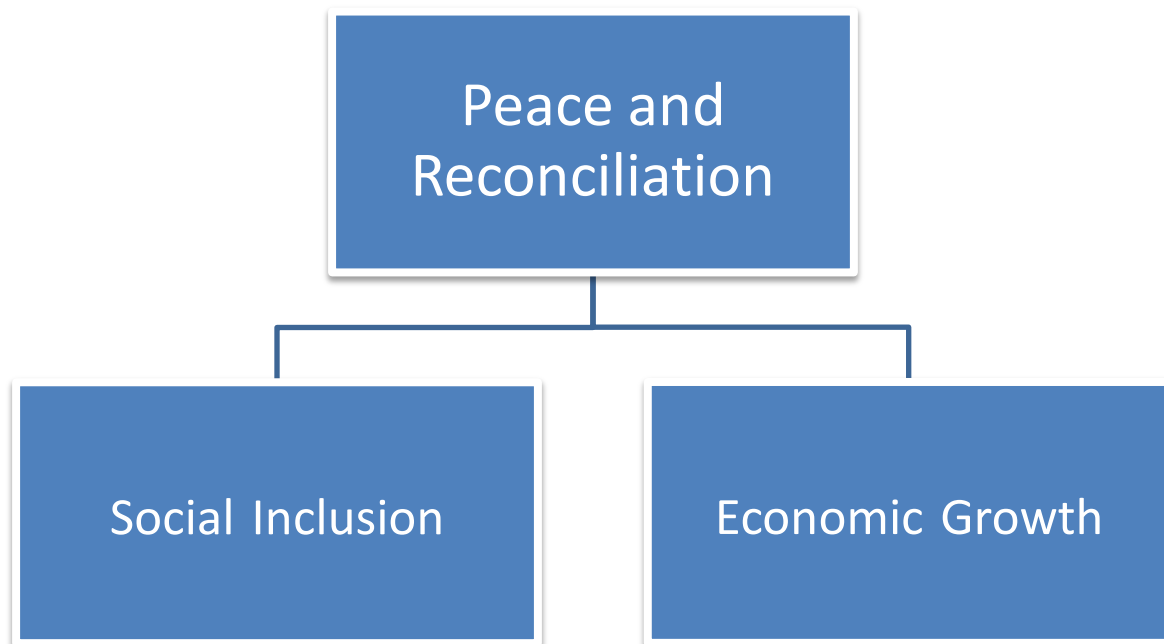 Peace and
Reconciliation
Social Inclusion
Economic Growth